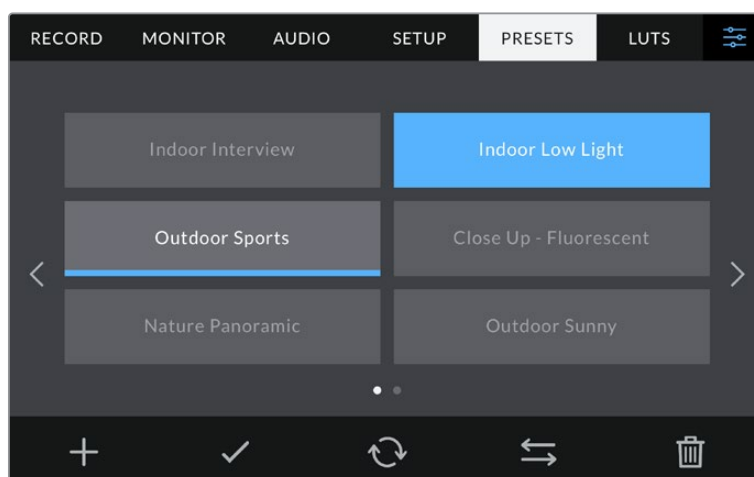 RECORD MONITOR AUDIO SETUP PRESETS LUTS
Indoor Interview Indoor Low Light
Outdoor Sports Close Up - Fluorescent
Nature Panoramic Outdoor Sunny